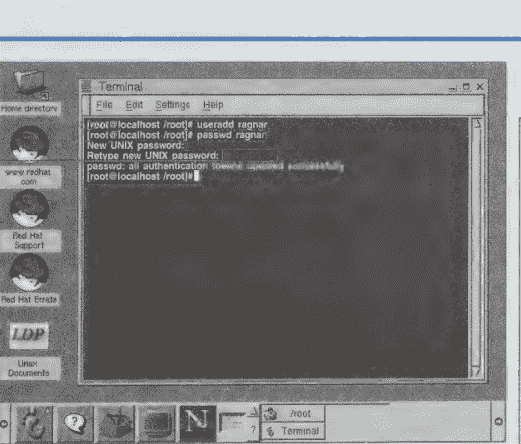 Terminal
File Edit Settings Help
[root@localhost /root]# useradd ragnar
[root@localhost /root]# passwd ragnar
New UNIX password:
Retype new UNIX password:
passwd: all authentication tokens updated successfully
[root@localhost /root]#
Home directory
www.redhat
com
Red Hat
Support
Red Hat Errata
LDP
Linux
Documents
N
?
/root
Terminal